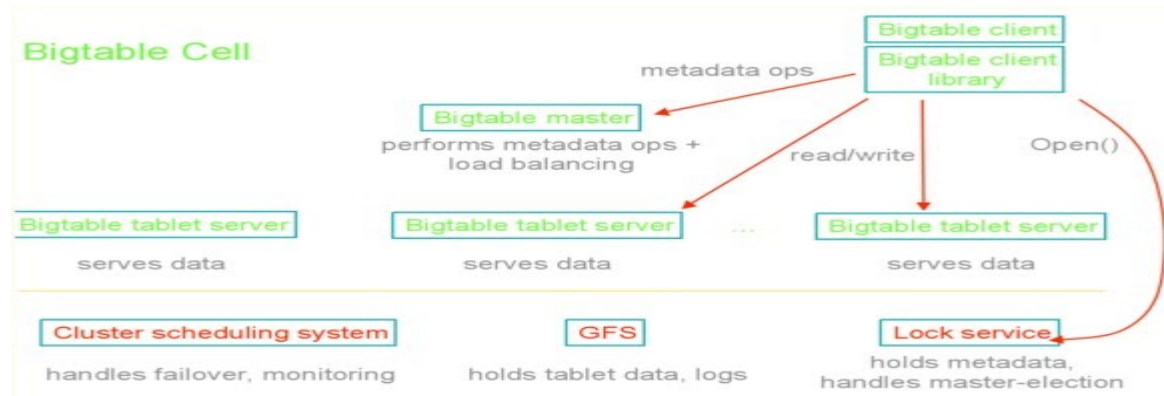 Bigtable Cell
Bigtable client
Bigtable client
library
metadata ops
Bigtable master
performs metadata ops +
load balancing
read/write
Open()
Bigtable tablet server
Bigtable tablet server
...
Bigtable tablet server
serves data
serves data
serves data
Cluster scheduling system
GFS
Lock service
handles failover, monitoring
holds tablet data, logs
holds metadata,
handles master-election